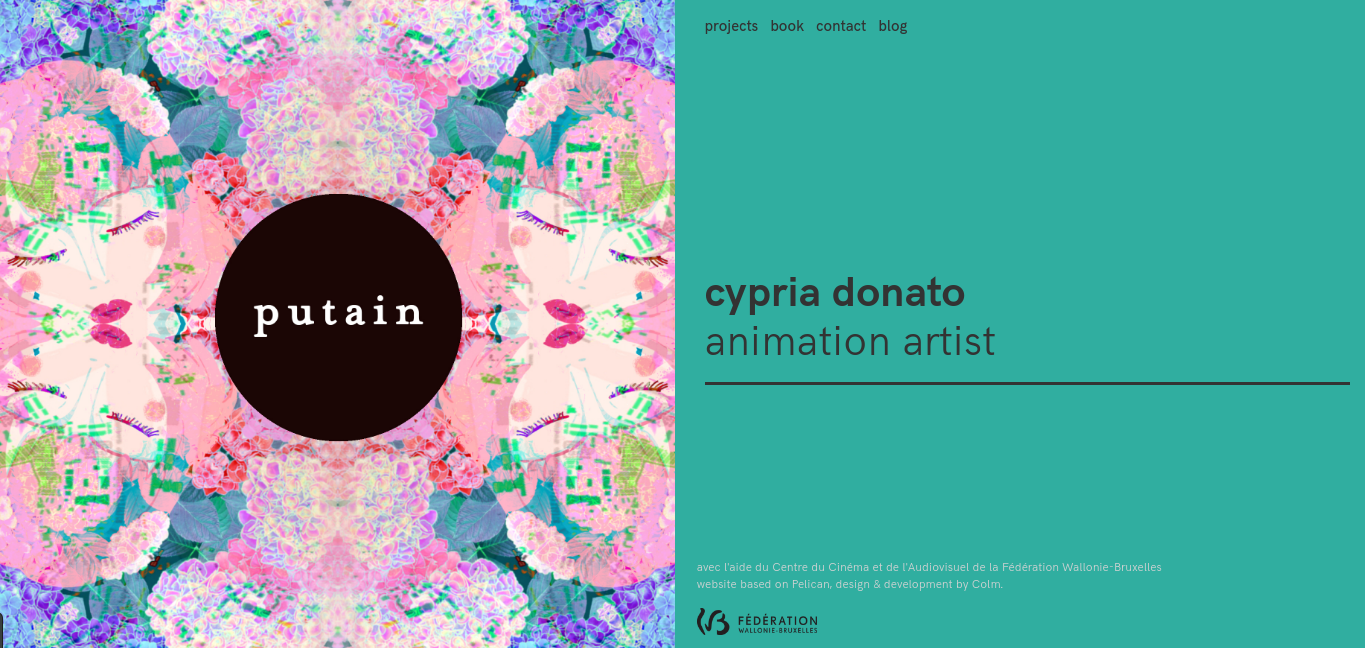 projects book contact blog
putain
cypria donato
animation artist
avec l'aide du Centre du Cinéma et de l'Audiovisuel de la Fédération Wallonie-Bruxelles
website based on Pelican, design & development by Colm.
FÉDÉRATION
WALLONIE-BRUXELLES